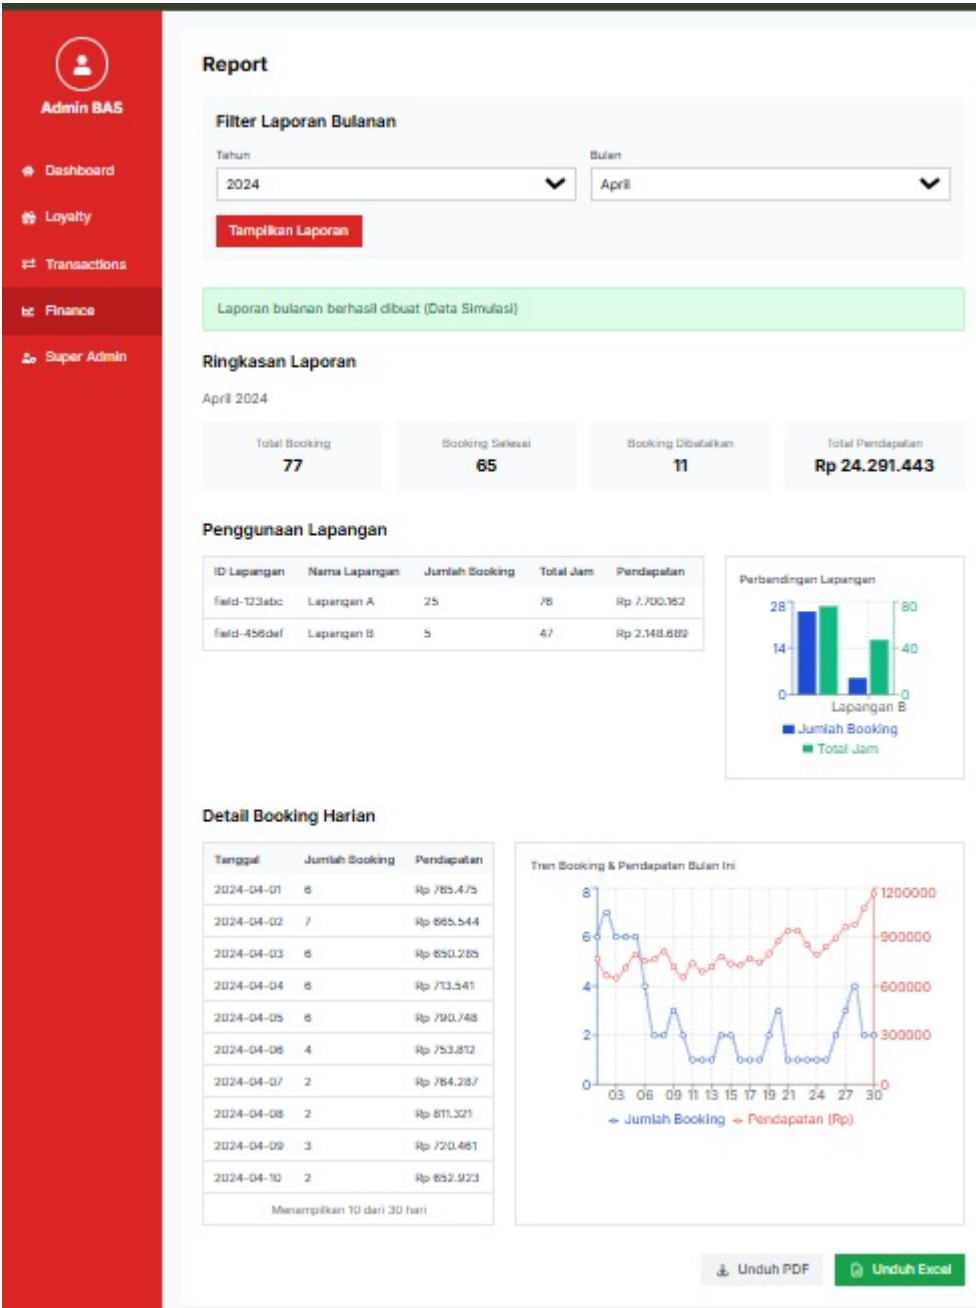 Admin BAS
Dashboard
Loyalty
Transactions
Finance
Super Admin
Report
Filter Laporan Bulanan
Tahun Bulan
2024 April
Tampilkan Laporan
Laporan bulanan berhasil dibuat (Data Simulasi)
Ringkasan Laporan
April 2024
Total Booking Booking Selesai Booking Dibatalkan Total Pendapatan
77 65 11 Rp 24.291.443
Penggunaan Lapangan
ID Lapangan Nama Lapangan Jumlah Booking Total Jam Pendapatan
field-123abc Lapangan A 25 76 Rp 7.700.162
field-456def Lapangan B 5 47 Rp 2.148.689
Perbandingan Lapangan
28 80
14 40
0 0
Lapangan B
Jumlah Booking
Total Jam
Detail Booking Harian
Tanggal Jumlah Booking Pendapatan
2024-04-01 6 Rp 765.475
2024-04-02 7 Rp 665.544
2024-04-03 6 Rp 650.285
2024-04-04 6 Rp 713.541
2024-04-05 6 Rp 790.748
2024-04-06 4 Rp 753.812
2024-04-07 2 Rp 764.287
2024-04-08 2 Rp 811.321
2024-04-09 3 Rp 720.461
2024-04-10 2 Rp 652.923
Menampilkan 10 dari 30 hari
Tren Booking & Pendapatan Bulan Ini
8 1200000
6 900000
4 600000
2 300000
0 0
03 06 09 11 13 15 17 19 21 24 27 30
Jumlah Booking Pendapatan (Rp)
Unduh PDF Unduh Excel